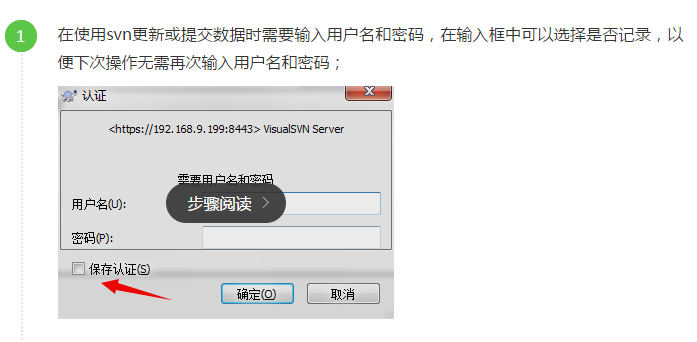 1
在使用svn更新或提交数据时需要输入用户名和密码，在输入框中可以选择是否记录，以
便下次操作无需再次输入用户名和密码；
认证
<https://192.168.9.199:8443> VisualSVN Server
需要用户名和密码
用户名(U):
步骤阅读
密码(P):
保存认证(S)
确定(O)
取消